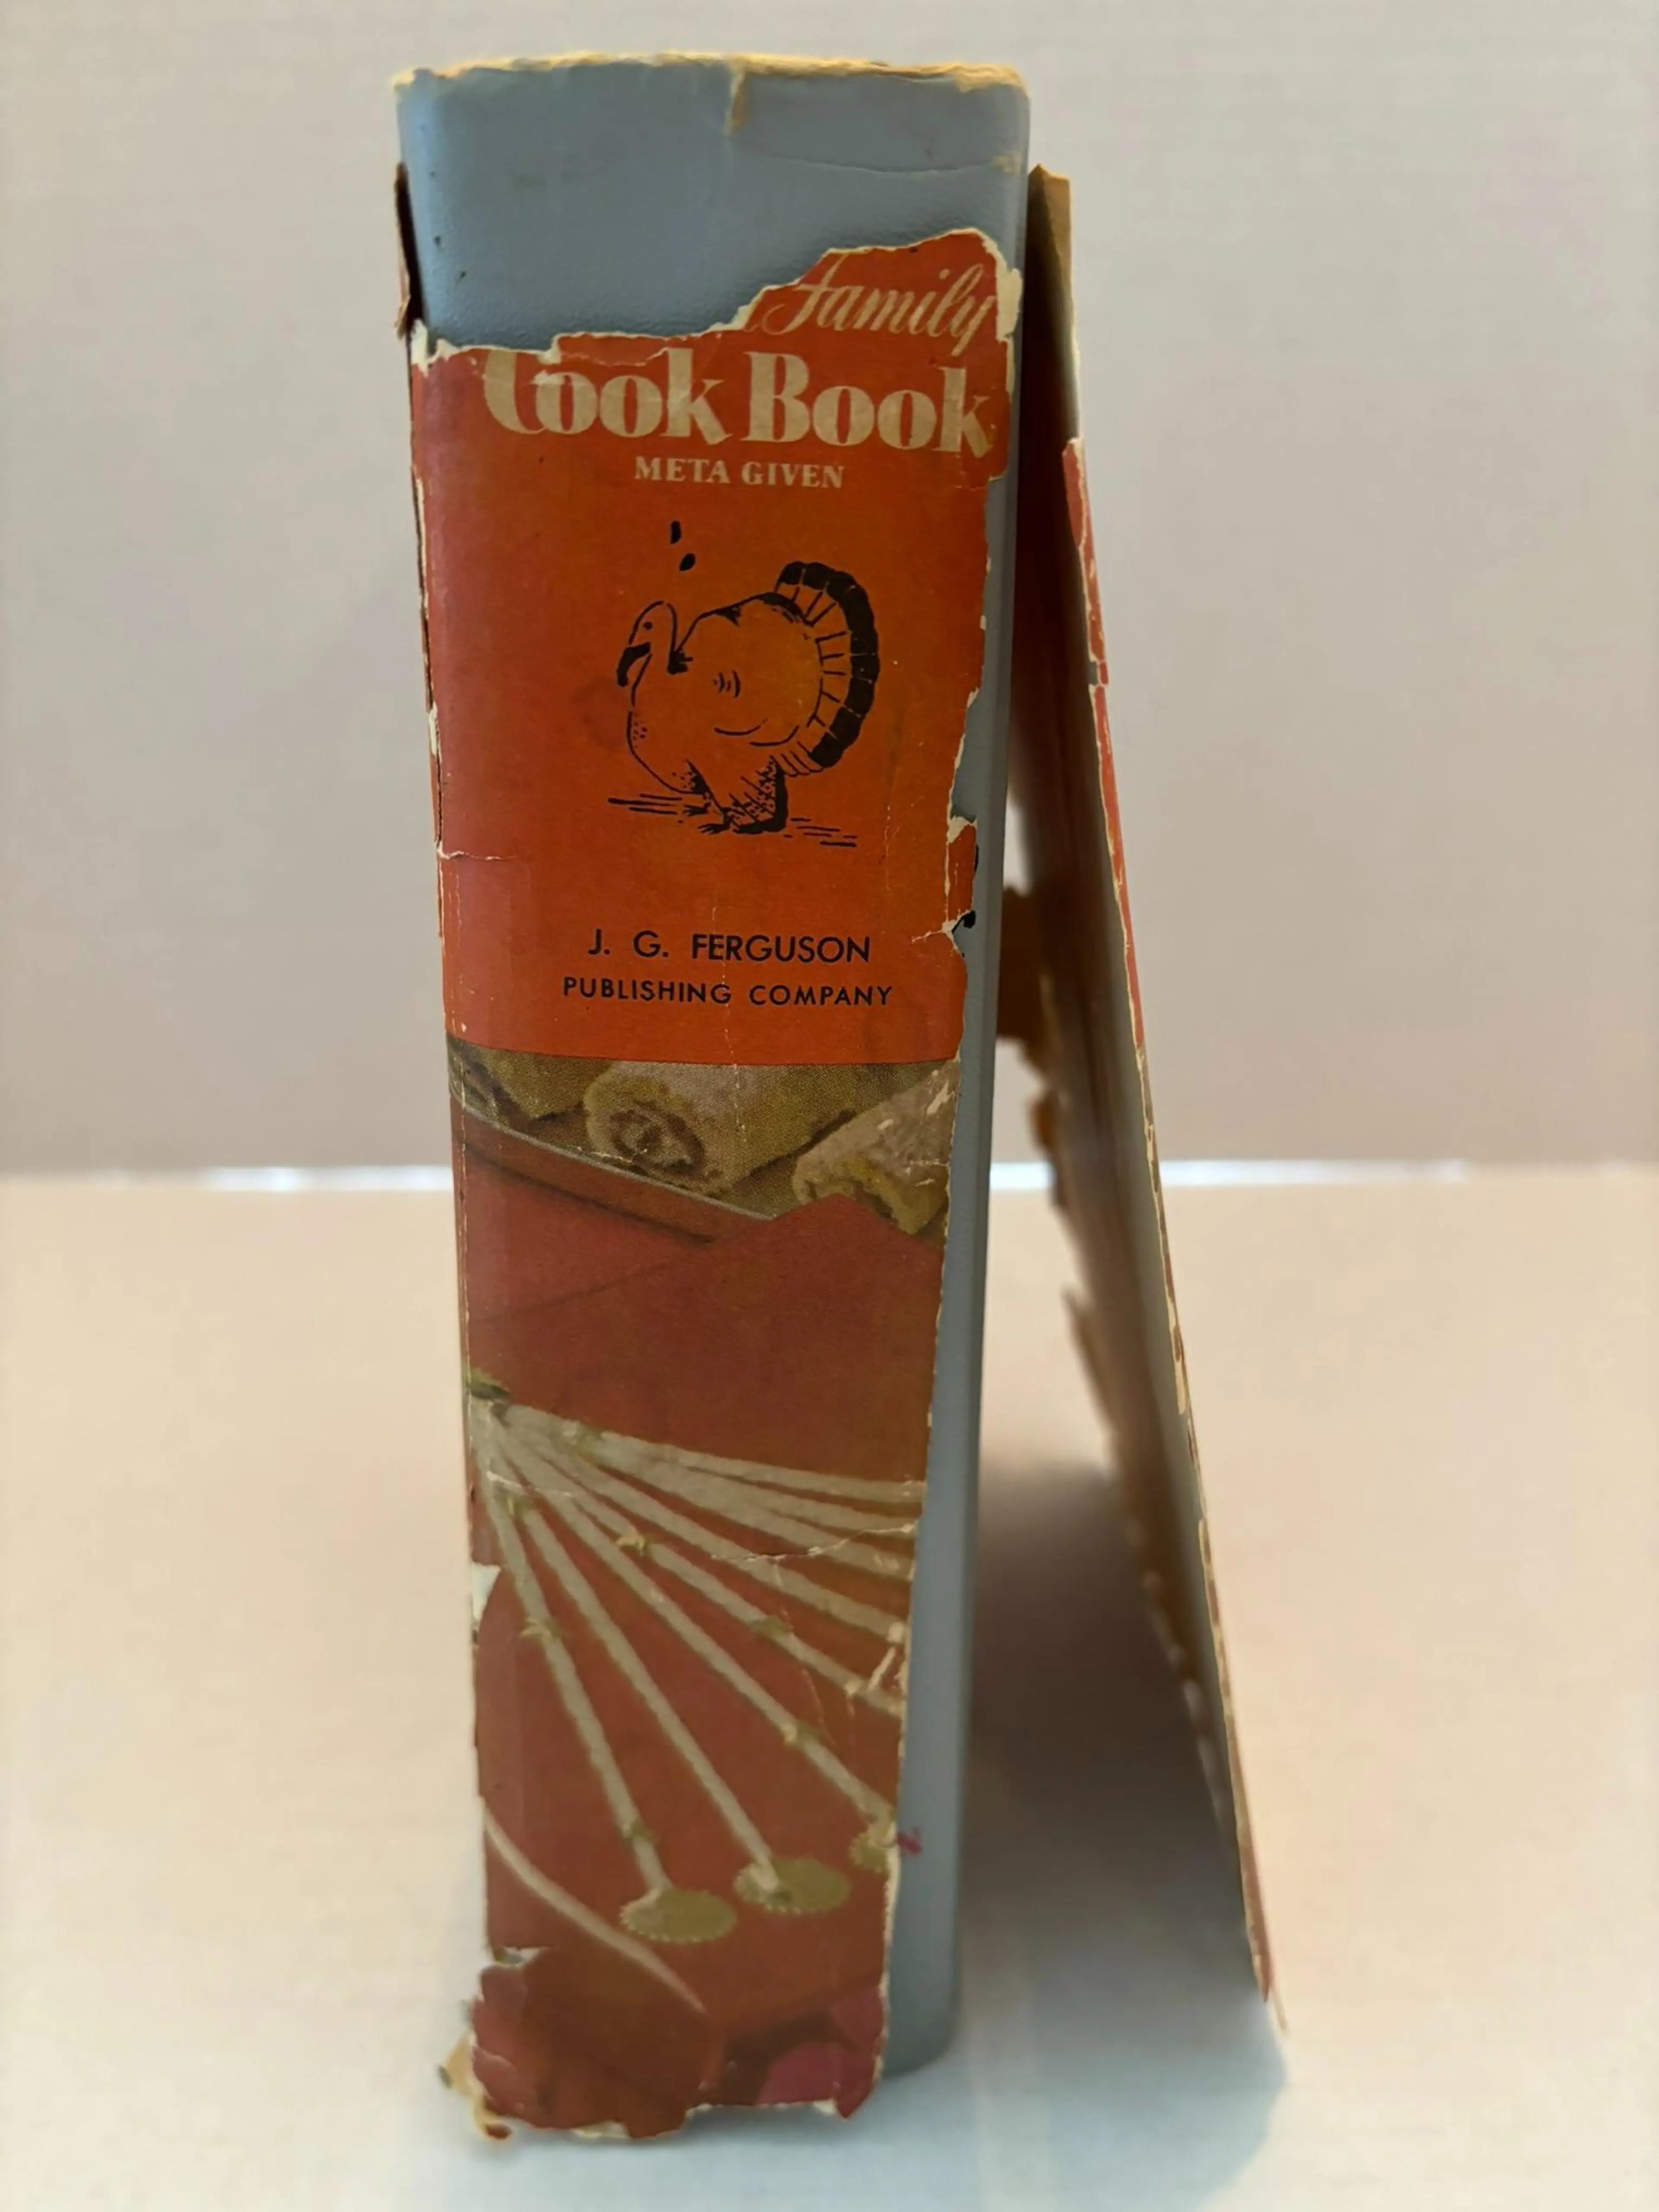 Family
Cook Book
META GIVEN
J. G. FERGUSON
PUBLISHING COMPANY